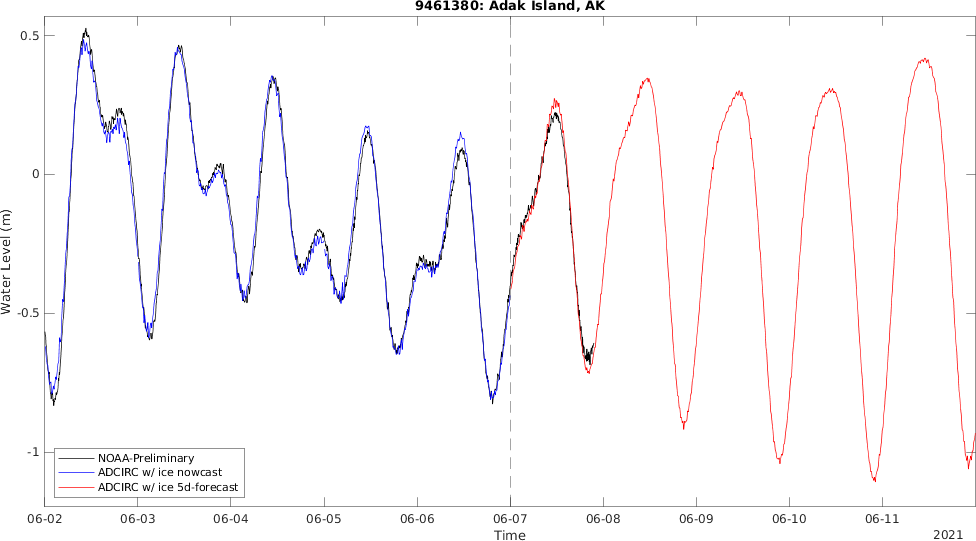 9461380: Adak Island, AK
0.5
0
-0.5
-1
Water Level (m)
NOAA-Preliminary
ADCIRC w/ ice nowcast
ADCIRC w/ ice 5d-forecast
06-02 06-03 06-04 06-05 06-06 06-07 06-08 06-09 06-10 06-11
Time
2021